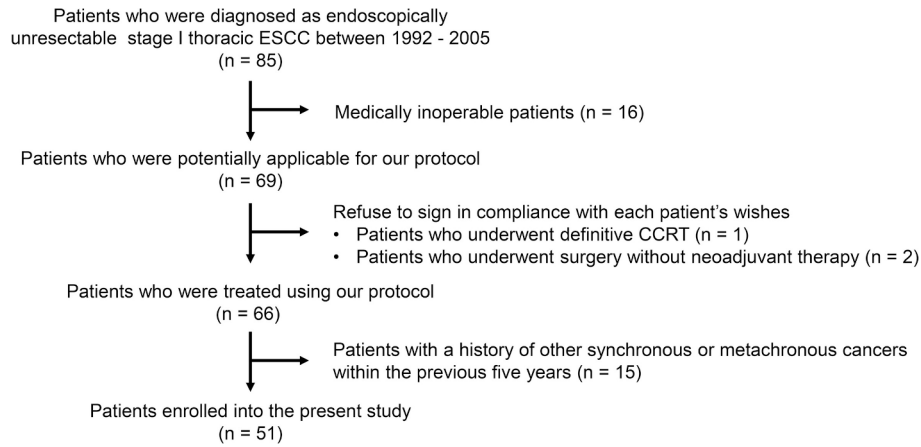 Patients who were diagnosed as endoscopically
unresectable stage I thoracic ESCC between 1992 - 2005
(n = 85)
Medically inoperable patients (n = 16)
Patients who were potentially applicable for our protocol
(n = 69)
Refuse to sign in compliance with each patient’s wishes
• Patients who underwent definitive CCRT (n = 1)
• Patients who underwent surgery without neoadjuvant therapy (n = 2)
Patients who were treated using our protocol
(n = 66)
Patients with a history of other synchronous or metachronous cancers
within the previous five years (n = 15)
Patients enrolled into the present study
(n = 51)